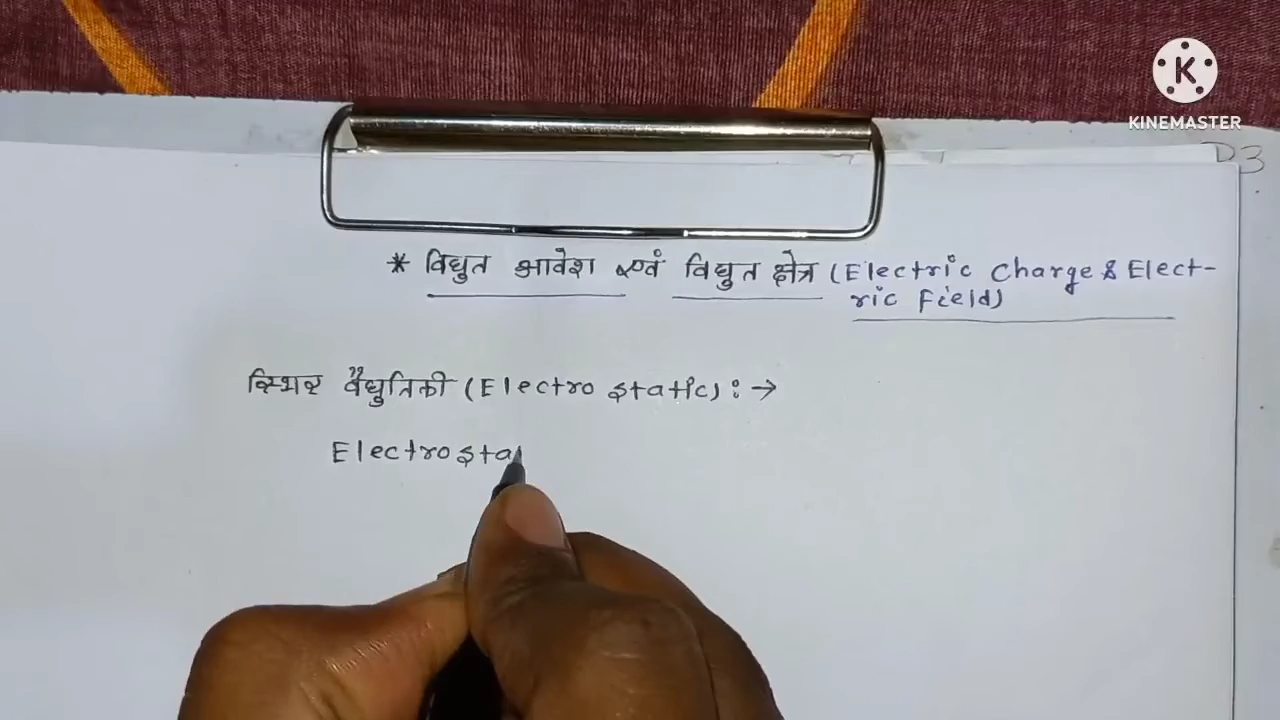 KINEMASTER
D3
* विद्युत आवेश एवं विद्युत क्षेत्र (Electric Charge & Elect-
ric Field)
स्थिर वैद्युतिकी (Electro static) : →
Electrosta